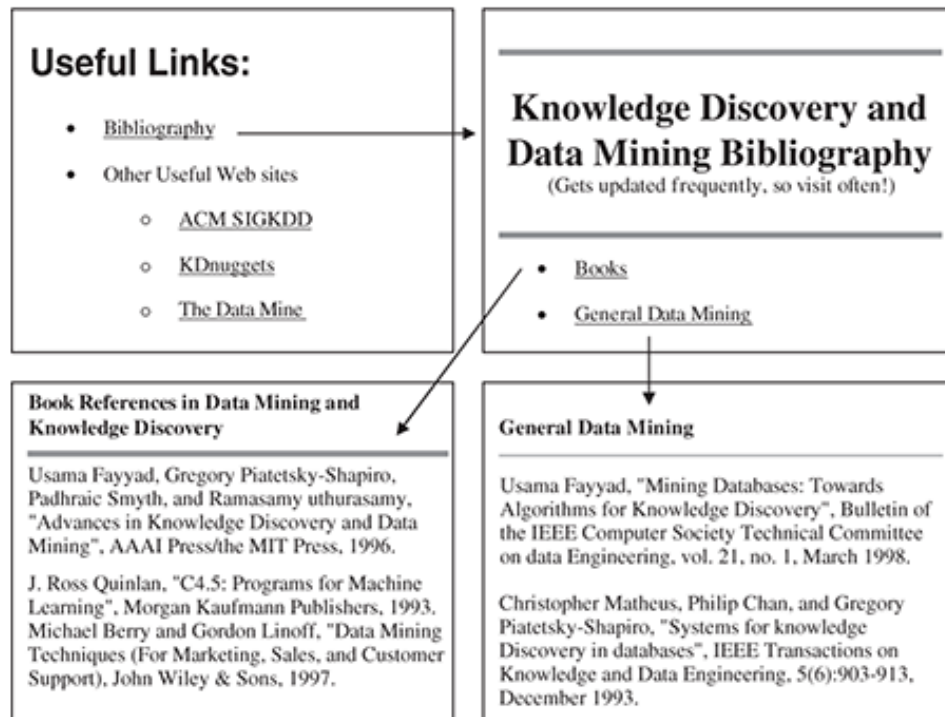 Useful Links:
Bibliography
Other Useful Web sites
ACM SIGKDD
KDnuggets
The Data Mine
Knowledge Discovery and
Data Mining Bibliography
(Gets updated frequently, so visit often!)
Books
General Data Mining
Book References in Data Mining and
Knowledge Discovery
Usama Fayyad, Gregory Piatetsky-Shapiro,
Padhraic Smyth, and Ramasamy uthurasamy,
"Advances in Knowledge Discovery and Data
Mining", AAAI Press/the MIT Press, 1996.
J. Ross Quinlan, "C4.5: Programs for Machine
Learning", Morgan Kaufmann Publishers, 1993.
Michael Berry and Gordon Linoff, "Data Mining
Techniques (For Marketing, Sales, and Customer
Support), John Wiley & Sons, 1997.
General Data Mining
Usama Fayyad, "Mining Databases: Towards
Algorithms for Knowledge Discovery", Bulletin of
the IEEE Computer Society Technical Committee
on data Engineering, vol. 21, no. 1, March 1998.
Christopher Matheus, Philip Chan, and Gregory
Piatetsky-Shapiro, "Systems for knowledge
Discovery in databases", IEEE Transactions on
Knowledge and Data Engineering, 5(6):903-913,
December 1993.